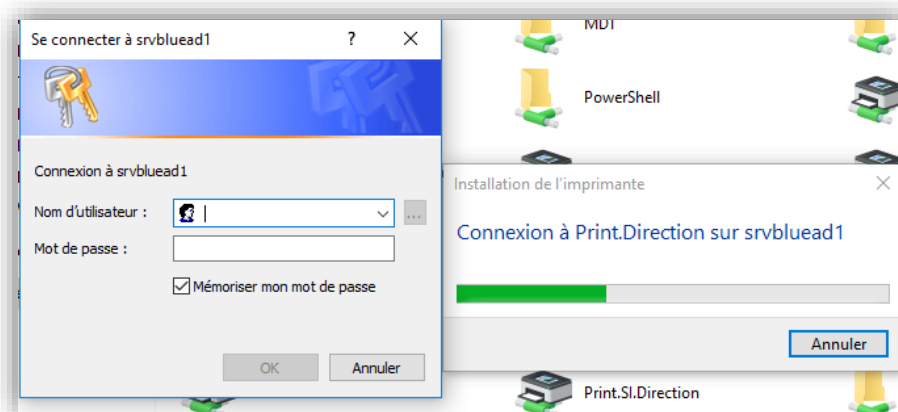 Se connecter à srvbluead1
?
MDT
PowerShell
Connexion à srvbluead1
Nom d'utilisateur :
...
Mot de passe :
Mémoriser mon mot de passe
OK
Annuler
Installation de l'imprimante
Connexion à Print.Direction sur srvbluead1
Annuler
Print.SI.Direction